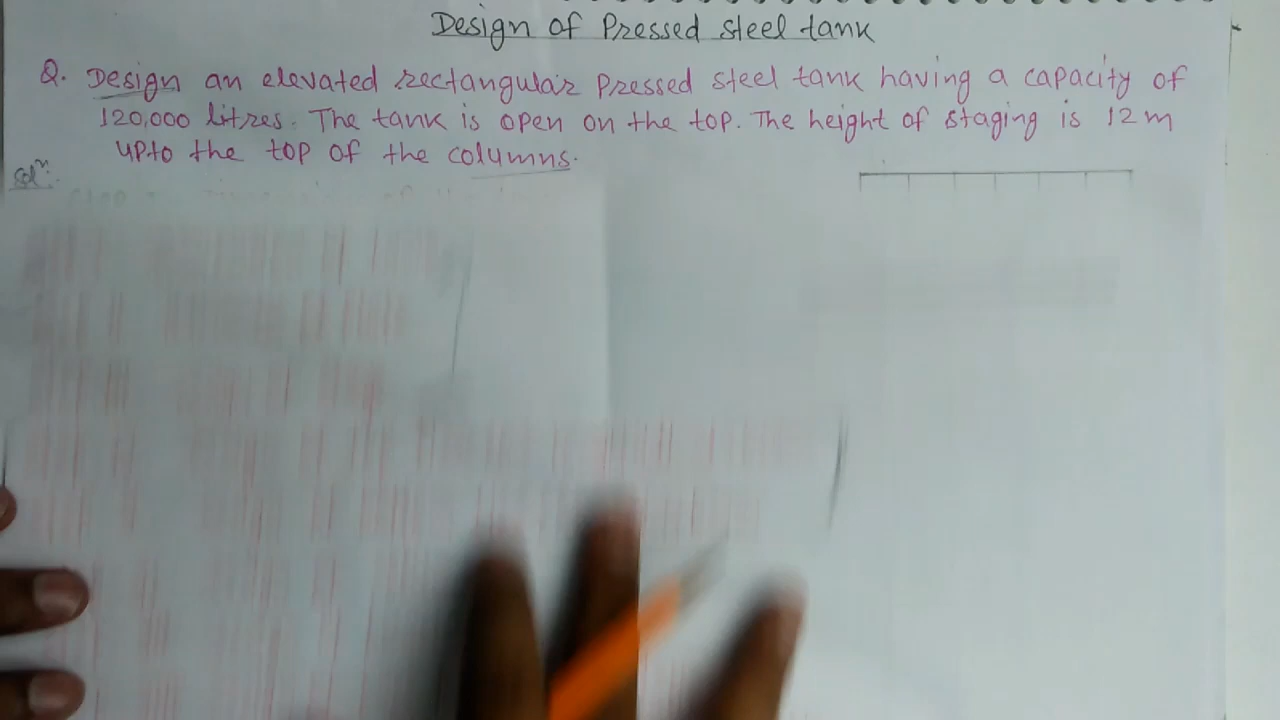 Design of Pressed steel tank
Q. Design an elevated rectangular Pressed steel tank having a capacity of
120,000 litres. The tank is open on the top. The height of staging is 12 m
upto the top of the columns.
Solⁿ: